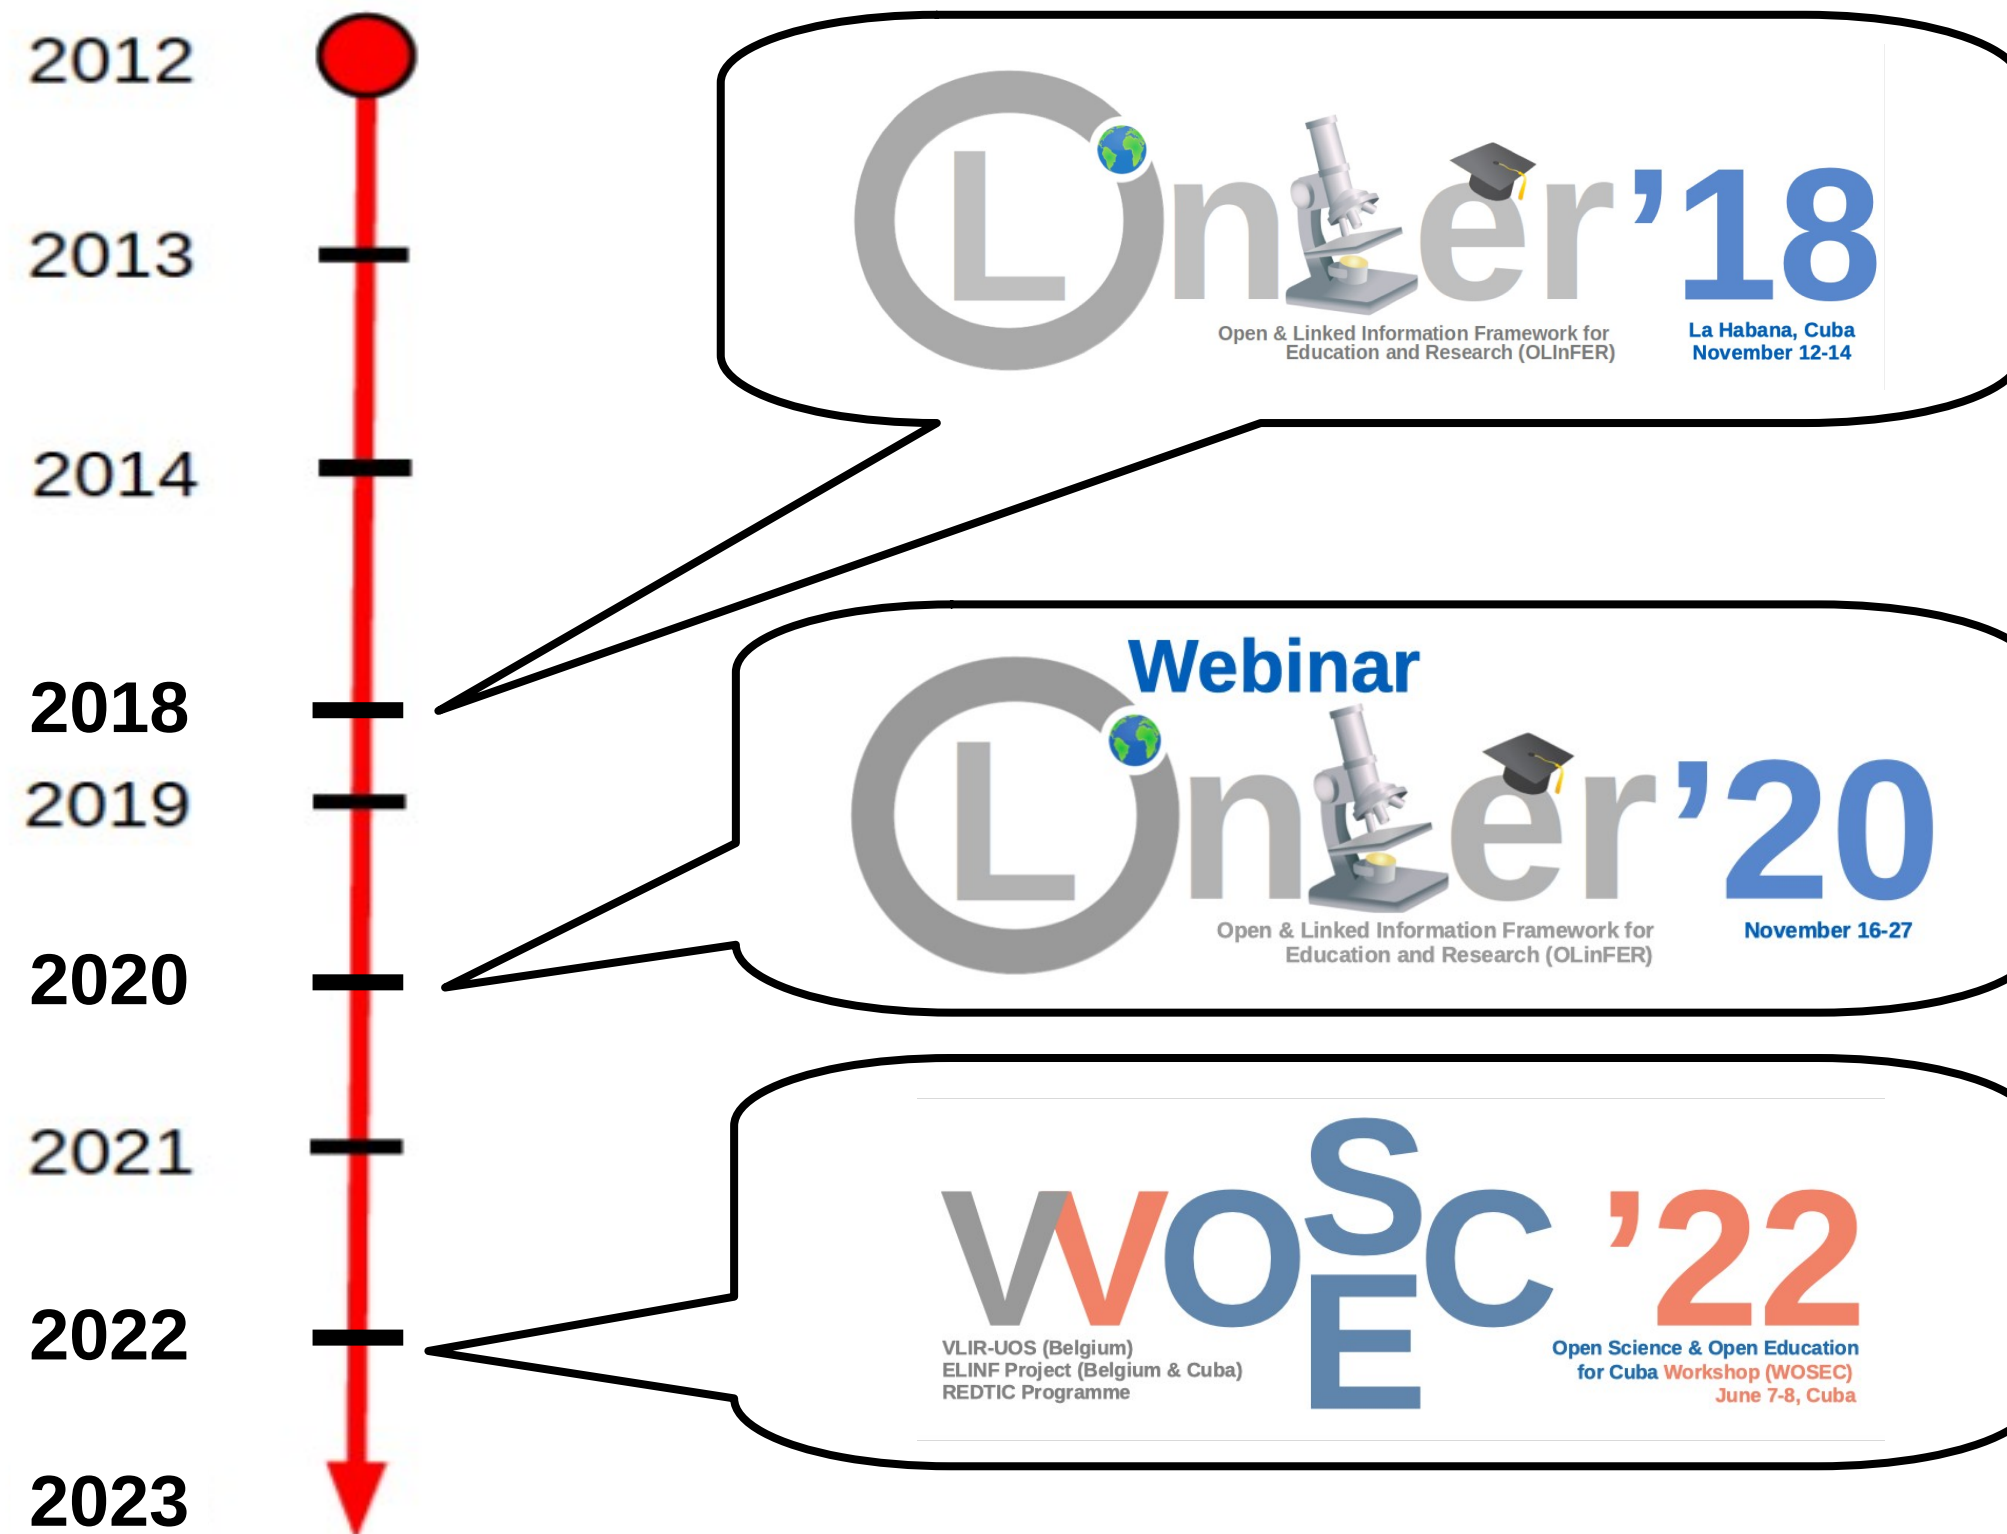 2012
2013
2014
2018
2019
2020
2021
2022
2023
OLnfer ’18
Open & Linked Information Framework for
Education and Research (OLInFER)
La Habana, Cuba
November 12-14
Webinar
OLnfer ’20
Open & Linked Information Framework for
Education and Research (OLinFER)
November 16-27
WOSEC ’22
VLIR-UOS (Belgium)
ELINF Project (Belgium & Cuba)
REDTIC Programme
Open Science & Open Education
for Cuba Workshop (WOSEC)
June 7-8, Cuba